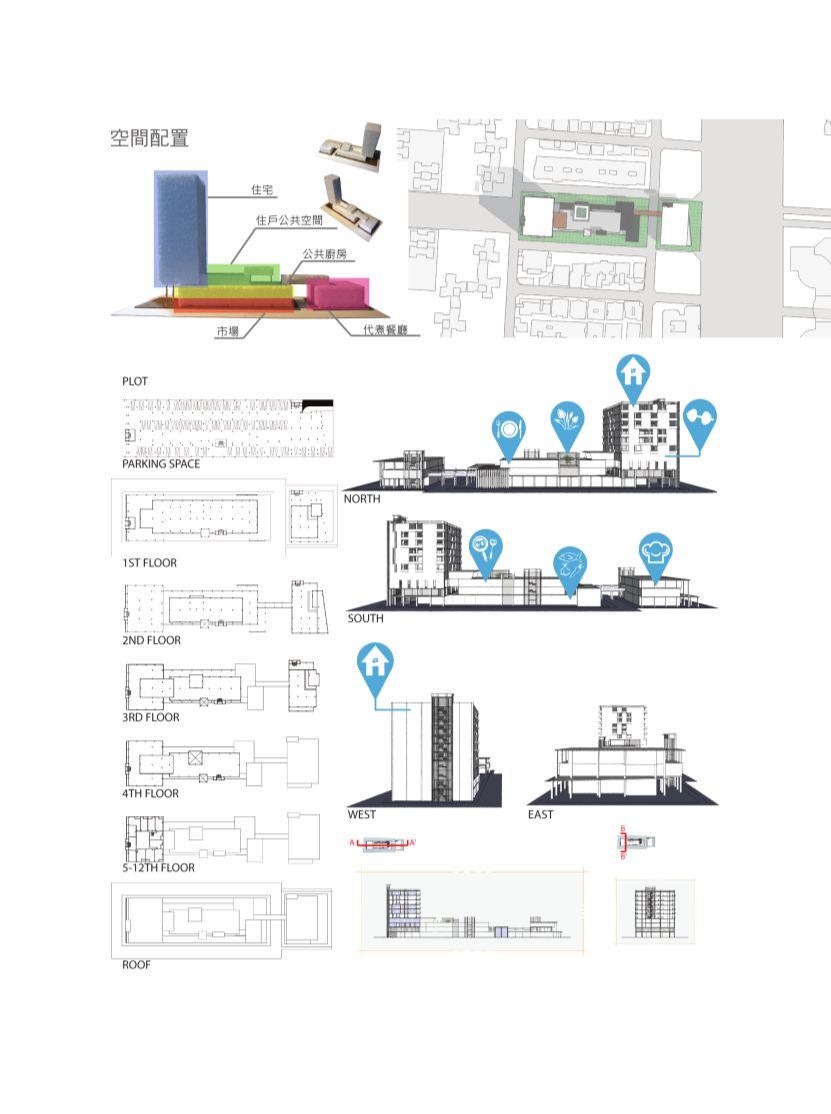 空間配置
住宅
住戶公共空間
公共廚房
市場
代煮餐廳
PLOT
PARKING SPACE
1ST FLOOR
2ND FLOOR
3RD FLOOR
4TH FLOOR
5-12TH FLOOR
ROOF
NORTH
SOUTH
WEST
EAST
A A'
B
B'